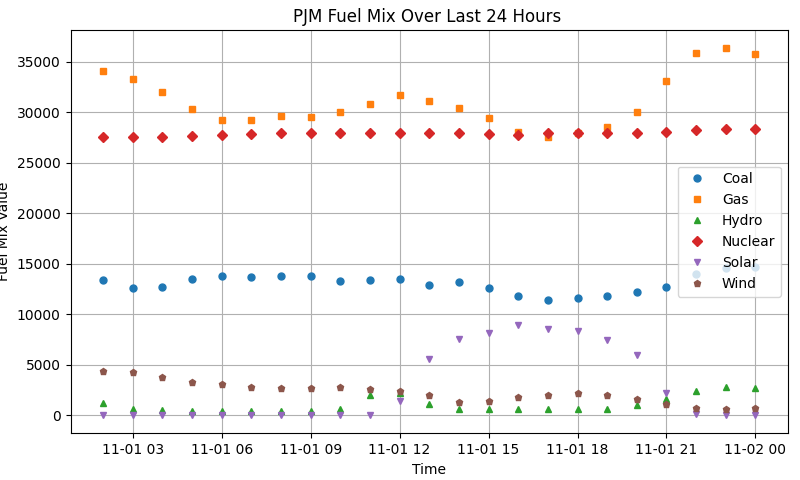 PJM Fuel Mix Over Last 24 Hours
35000
30000
25000
20000
15000
10000
5000
0
Fuel Mix Value
Coal
Gas
Hydro
Nuclear
Solar
Wind
11-01 03 11-01 06 11-01 09 11-01 12 11-01 15 11-01 18 11-01 21 11-02 00
Time